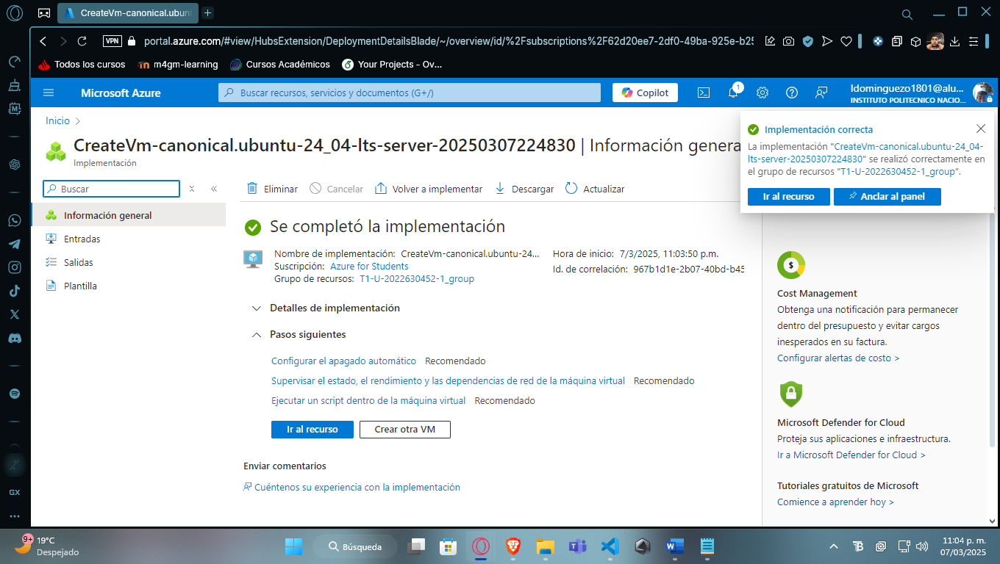 CreateVm-canonical.ubunt
VPN
portal.azure.com/#view/HubsExtension/DeploymentDetailsBlade/~/overview/id/%2Fsubscriptions%2F62d20ee7-2df0-49ba-925e-b25
Todos los cursos
m4gm-learning
Cursos Académicos
Your Projects - Ov...
Microsoft Azure
Buscar recursos, servicios y documentos (G+/)
Copilot
1
ldominguezo1801@alu...
INSTITUTO POLITECNICO NACIO...
Inicio
CreateVm-canonical.ubuntu-24_04-lts-server-20250307224830 | Información genera
Implementación
Implementación correcta
La implementación "CreateVm-canonical.ubuntu-24_04-
lts-server-20250307224830" se realizó correctamente en
el grupo de recursos "T1-U-2022630452-1_group".
Ir al recurso
Anclar al panel
Buscar
Información general
Entradas
Salidas
Plantilla
Eliminar
Cancelar
Volver a implementar
Descargar
Actualizar
Se completó la implementación
Nombre de implementación: CreateVm-canonical.ubuntu-24...
Suscripción: Azure for Students
Grupo de recursos: T1-U-2022630452-1_group
Hora de inicio: 7/3/2025, 11:03:50 p.m.
Id. de correlación: 967b1d1e-2b07-40bd-b45
Detalles de implementación
Pasos siguientes
Configurar el apagado automático Recomendado
Supervisar el estado, el rendimiento y las dependencias de red de la máquina virtual Recomendado
Ejecutar un script dentro de la máquina virtual Recomendado
Ir al recurso
Crear otra VM
Enviar comentarios
Cuéntenos su experiencia con la implementación
Cost Management
Obtenga una notificación para permanecer
dentro del presupuesto y evitar cargos
inesperados en su factura.
Configurar alertas de costo >
Microsoft Defender for Cloud
Proteja sus aplicaciones e infraestructura.
Ir a Microsoft Defender for Cloud >
Tutoriales gratuitos de Microsoft
Comience a aprender hoy >
GX
9+
19°C
Despejado
Búsqueda
11:04 p. m.
07/03/2025